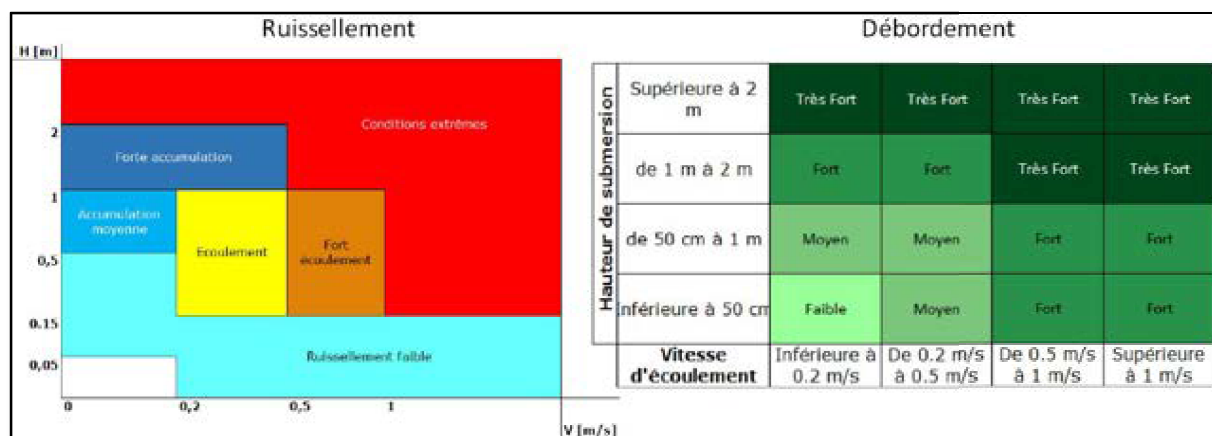 Ruissellement
H [m]
Conditions extrêmes
2
Forte accumulation
1
Accumulation
moyenne
Ecoulement
Fort
écoulement
0,5
0.15
Ruissellement faible
0,05
0
0,2
0,5
1
V [m/s]
Débordement
Hauteur de submersion
Supérieure à 2
m
Très Fort
Très Fort
Très Fort
Très Fort
de 1 m à 2 m
Fort
Fort
Très Fort
Très Fort
de 50 cm à 1 m
Moyen
Moyen
Fort
Fort
Inférieure à 50 cm
Faible
Moyen
Fort
Fort
Vitesse
d'écoulement
Inférieure à
0.2 m/s
De 0.2 m/s
à 0.5 m/s
De 0.5 m/s
à 1 m/s
Supérieure
à 1 m/s